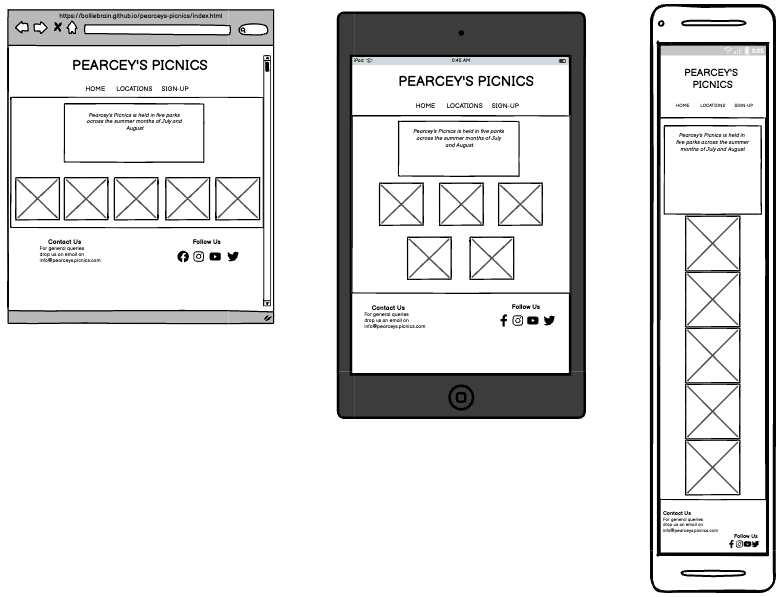 https://bolliebrain.github.io/pearceys-picnics/index.html
PEARCEY'S PICNICS
HOME LOCATIONS SIGN-UP
Pearcey's Picnics is held in five parks
across the summer months of July and
August
Contact Us
For general queries
drop us an email on
info@pearceys.picnics.com
Follow Us
iPad 0:45 AM
PEARCEY'S PICNICS
HOME LOCATIONS SIGN-UP
Pearcey's Picnics is held in five parks
across the summer months of July
and August
Contact Us
For general queries
drop us an email on
info@pearceys.picnics.com
Follow Us
PEARCEY'S
PICNICS
HOME LOCATIONS SIGN-UP
Pearcey's Picnics is held in
five parks across the summer
months of July and August
Contact Us
For general queries
drop us an email on
info@pearceys.picnics.com
Follow Us